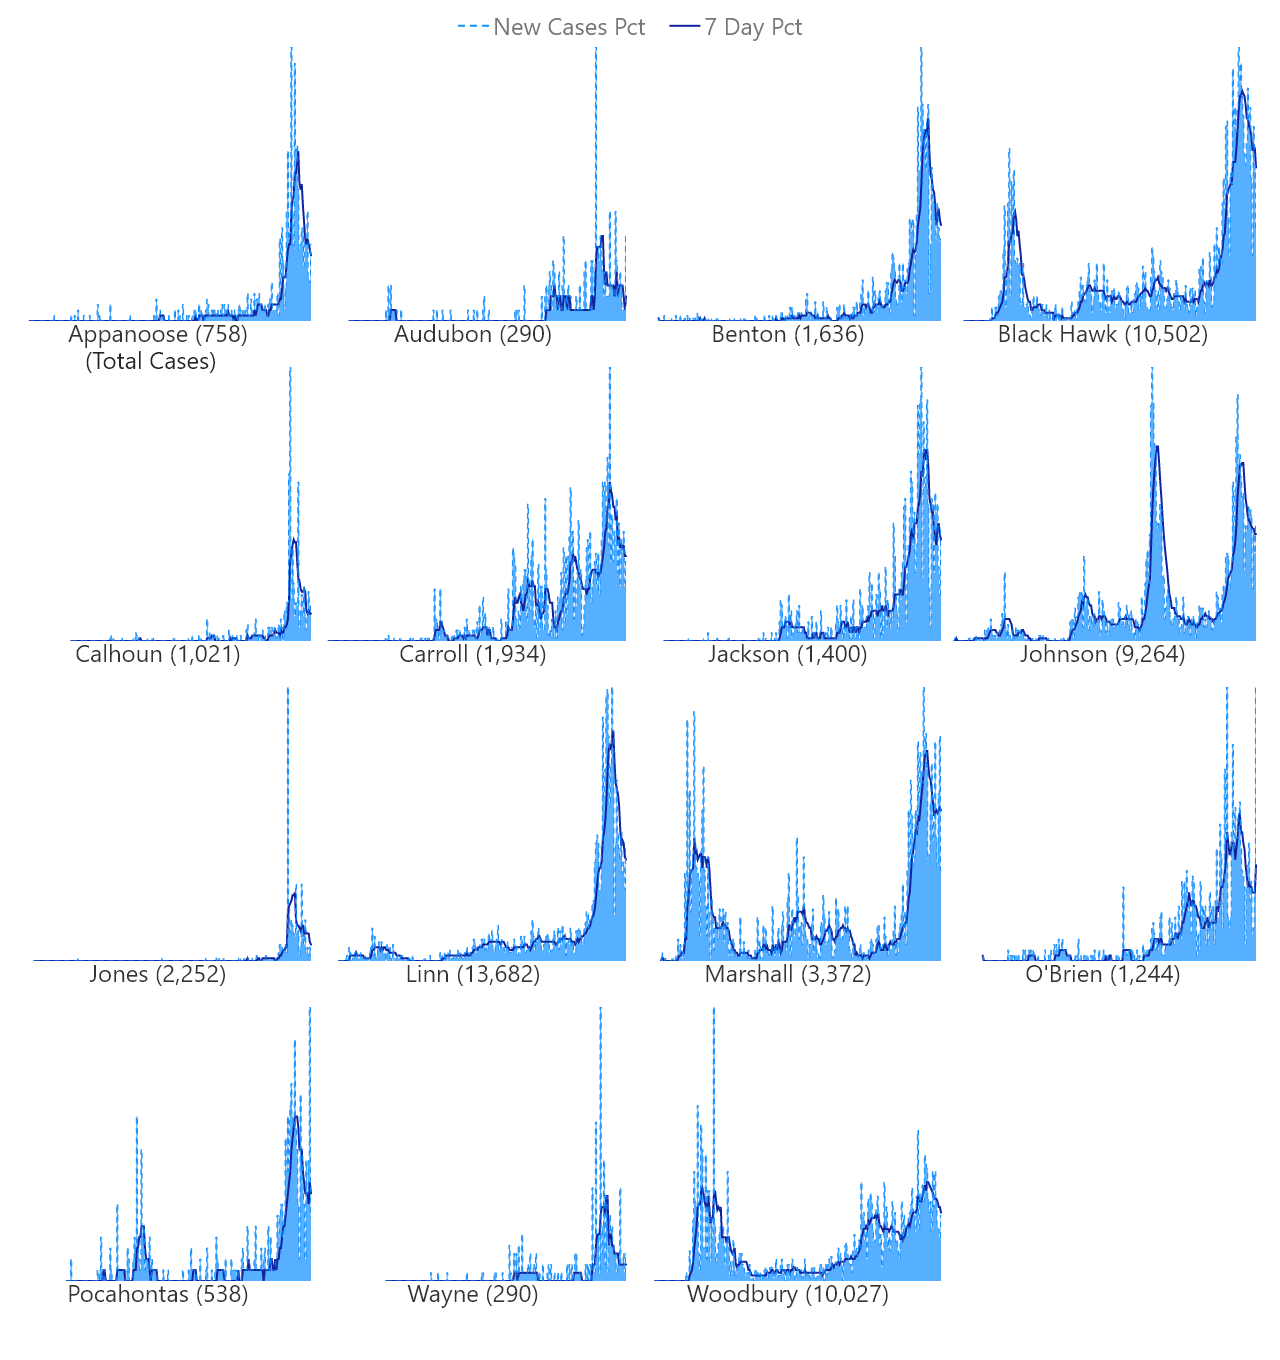 New Cases Pct 7 Day Pct
Appanoose (758) Audubon (290) Benton (1,636) Black Hawk (10,502)
(Total Cases)
Calhoun (1,021) Carroll (1,934) Jackson (1,400) Johnson (9,264)
Jones (2,252) Linn (13,682) Marshall (3,372) O'Brien (1,244)
Pocahontas (538) Wayne (290) Woodbury (10,027)